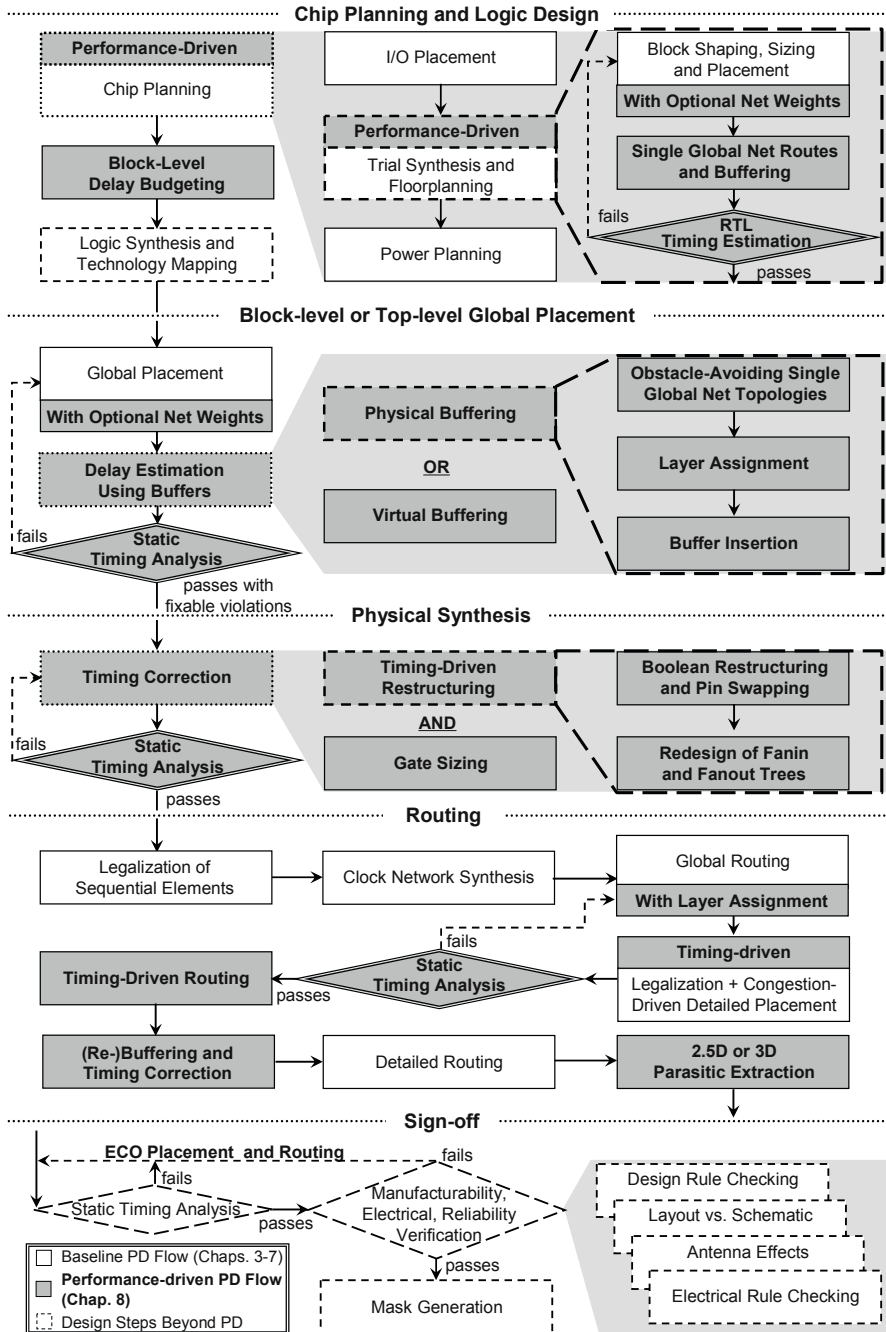 Chip Planning and Logic Design
Performance-Driven
Chip Planning
Block-Level
Delay Budgeting
Logic Synthesis and
Technology Mapping
I/O Placement
Performance-Driven
Trial Synthesis and
Floorplanning
Power Planning
Block Shaping, Sizing
and Placement
With Optional Net Weights
Single Global Net Routes
and Buffering
fails
RTL
Timing Estimation
passes
Block-level or Top-level Global Placement
Global Placement
With Optional Net Weights
Delay Estimation
Using Buffers
fails
Static
Timing Analysis
passes with
fixable violations
Physical Buffering
OR
Virtual Buffering
Obstacle-Avoiding Single
Global Net Topologies
Layer Assignment
Buffer Insertion
Physical Synthesis
Timing Correction
fails
Static
Timing Analysis
passes
Timing-Driven
Restructuring
AND
Gate Sizing
Boolean Restructuring
and Pin Swapping
Redesign of Fanin
and Fanout Trees
Routing
Legalization of
Sequential Elements
Clock Network Synthesis
Global Routing
With Layer Assignment
Timing-driven
Legalization + Congestion-
Driven Detailed Placement
fails
Static
Timing Analysis
passes
Timing-Driven Routing
(Re-)Buffering and
Timing Correction
Detailed Routing
2.5D or 3D
Parasitic Extraction
Sign-off
ECO Placement and Routing
fails
Static Timing Analysis
passes
fails
Manufacturability,
Electrical, Reliability
Verification
passes
Mask Generation
Design Rule Checking
Layout vs. Schematic
Antenna Effects
Electrical Rule Checking
Baseline PD Flow (Chaps. 3-7)
Performance-driven PD Flow
(Chap. 8)
Design Steps Beyond PD